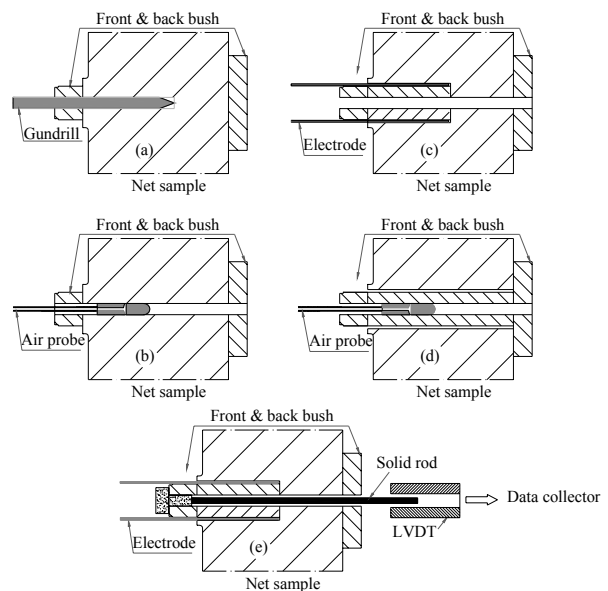 Front & back bush
Gundrill
(a)
Net sample
Front & back bush
Electrode
(c)
Net sample
Front & back bush
Air probe
(b)
Net sample
Front & back bush
Air probe
(d)
Net sample
Front & back bush
Solid rod
Data collector
LVDT
Electrode
(e)
Net sample